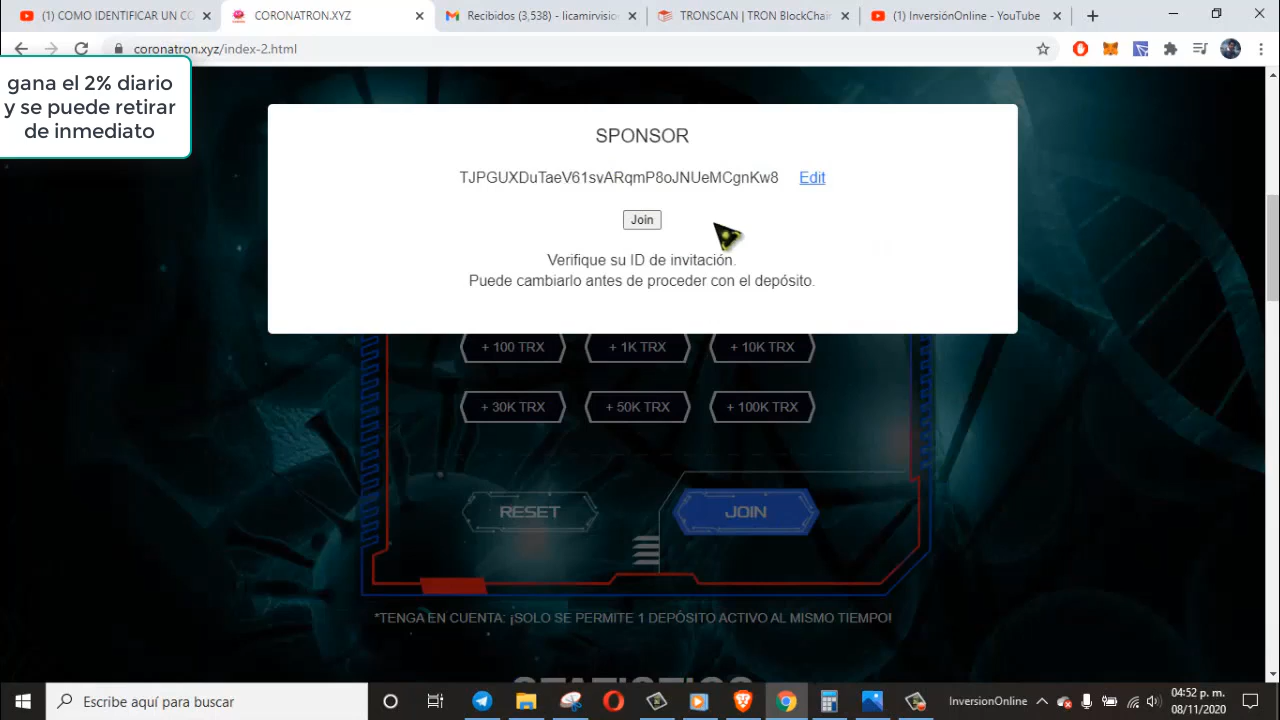 (1) COMO IDENTIFICAR UN CO
CORONATRON.XYZ
Recibidos (3,538) - licamirvision
TRONSCAN | TRON BlockChain
(1) InversiónOnline - YouTube
coronatron.xyz/index-2.html
gana el 2% diario
y se puede retirar
de inmediato
SPONSOR
TJPGUXDuTaeV61svARqmP8oJNUeMCgnKw8 Edit
Join
Verifique su ID de invitación.
Puede cambiarlo antes de proceder con el depósito.
+ 100 TRX + 1K TRX + 10K TRX
+ 30K TRX + 50K TRX + 100K TRX
RESET JOIN
*TENGA EN CUENTA: ¡SOLO SE PERMITE 1 DEPÓSITO ACTIVO AL MISMO TIEMPO!
STATISTICS
Escribe aquí para buscar
InversionOnline
04:52 p. m.
08/11/2020